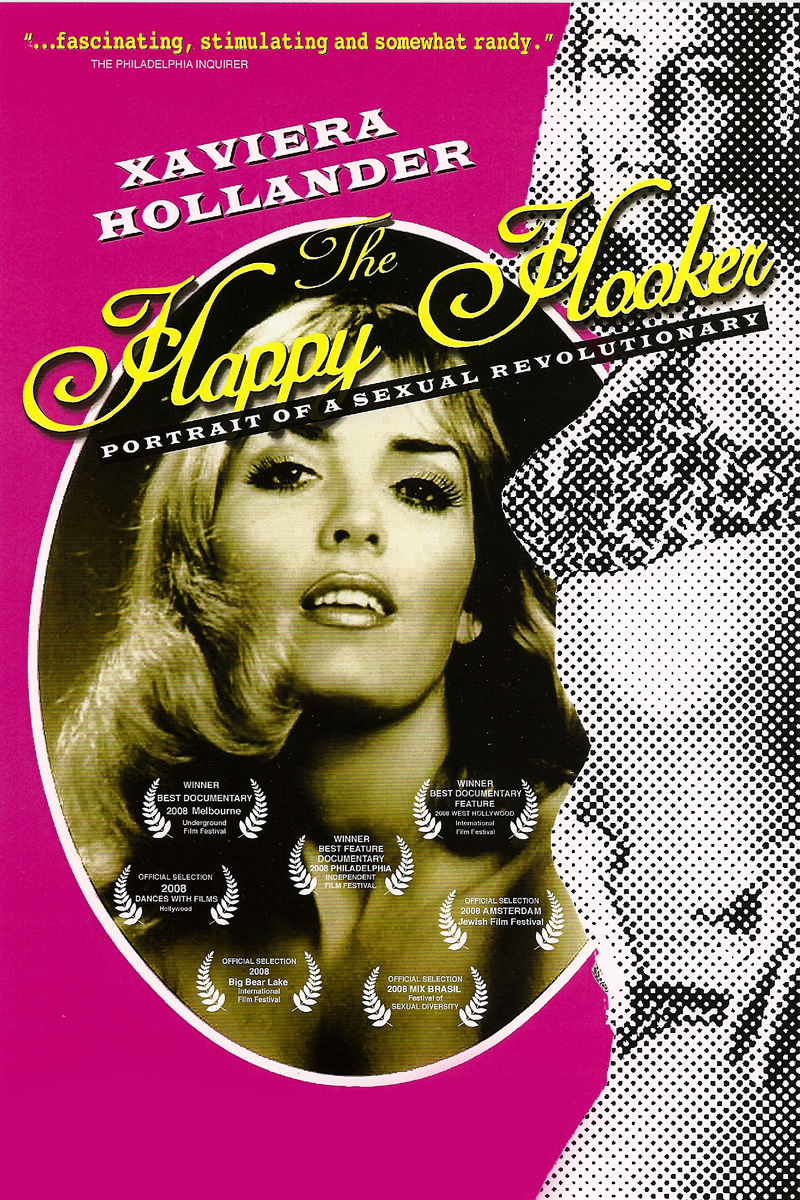 "...fascinating, stimulating and somewhat randy."
THE PHILADELPHIA INQUIRER
XAVIERA
HOLLANDER
The
Happy Hooker
PORTRAIT OF A SEXUAL REVOLUTIONARY
WINNER
BEST DOCUMENTARY
2008 Melbourne
Underground
Film Festival
WINNER
BEST DOCUMENTARY
FEATURE
2008 WEST HOLLYWOOD
International
Film Festival
WINNER
BEST FEATURE
DOCUMENTARY
2008 PHILADELPHIA
INDEPENDENT
FILM FESTIVAL
OFFICIAL SELECTION
2008
DANCES WITH FILMS
Hollywood
OFFICIAL SELECTION
2008 AMSTERDAM
Jewish Film Festival
OFFICIAL SELECTION
2008
Big Bear Lake
International
Film Festival
OFFICIAL SELECTION
2008 MIX BRASIL
Festival of
SEXUAL DIVERSITY